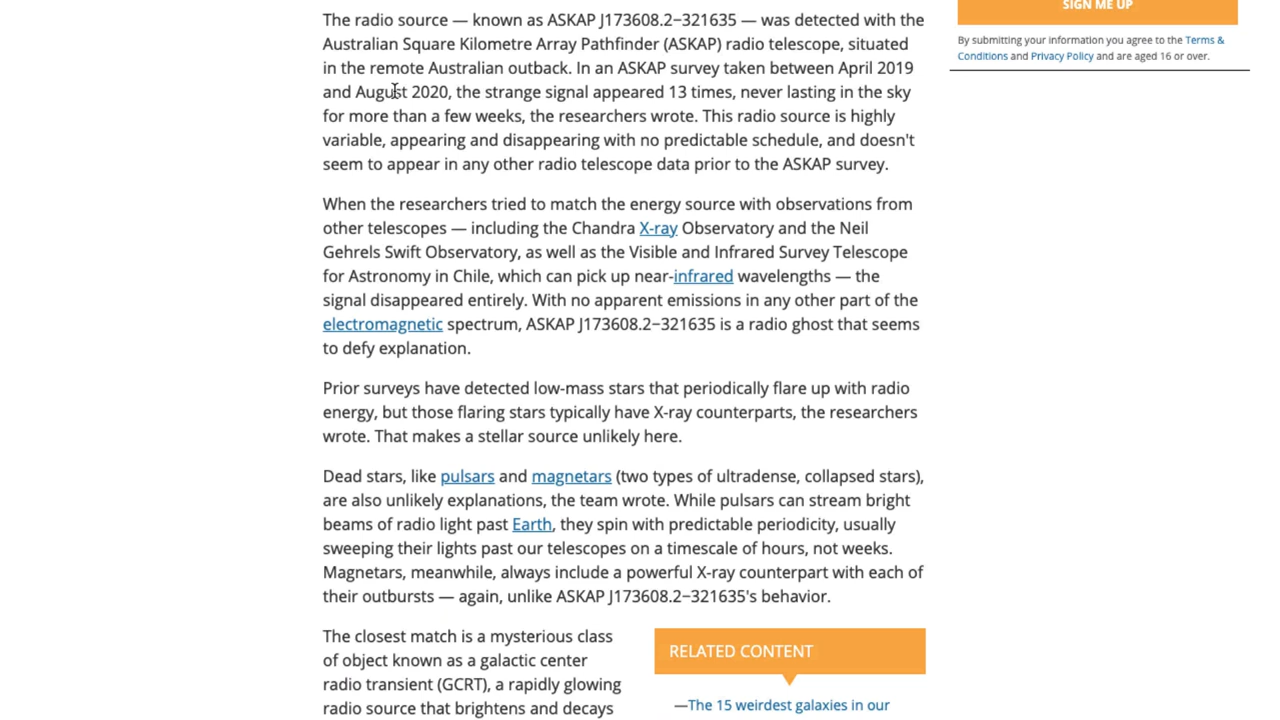 The radio source — known as ASKAP J173608.2−321635 — was detected with the
Australian Square Kilometre Array Pathfinder (ASKAP) radio telescope, situated
in the remote Australian outback. In an ASKAP survey taken between April 2019
and August 2020, the strange signal appeared 13 times, never lasting in the sky
for more than a few weeks, the researchers wrote. This radio source is highly
variable, appearing and disappearing with no predictable schedule, and doesn't
seem to appear in any other radio telescope data prior to the ASKAP survey.
When the researchers tried to match the energy source with observations from
other telescopes — including the Chandra X-ray Observatory and the Neil
Gehrels Swift Observatory, as well as the Visible and Infrared Survey Telescope
for Astronomy in Chile, which can pick up near-infrared wavelengths — the
signal disappeared entirely. With no apparent emissions in any other part of the
electromagnetic spectrum, ASKAP J173608.2−321635 is a radio ghost that seems
to defy explanation.
Prior surveys have detected low-mass stars that periodically flare up with radio
energy, but those flaring stars typically have X-ray counterparts, the researchers
wrote. That makes a stellar source unlikely here.
Dead stars, like pulsars and magnetars (two types of ultradense, collapsed stars),
are also unlikely explanations, the team wrote. While pulsars can stream bright
beams of radio light past Earth, they spin with predictable periodicity, usually
sweeping their lights past our telescopes on a timescale of hours, not weeks.
Magnetars, meanwhile, always include a powerful X-ray counterpart with each of
their outbursts — again, unlike ASKAP J173608.2−321635's behavior.
The closest match is a mysterious class
of object known as a galactic center
radio transient (GCRT), a rapidly glowing
radio source that brightens and decays
RELATED CONTENT
—The 15 weirdest galaxies in our
SIGN ME UP
By submitting your information you agree to the Terms &
Conditions and Privacy Policy and are aged 16 or over.